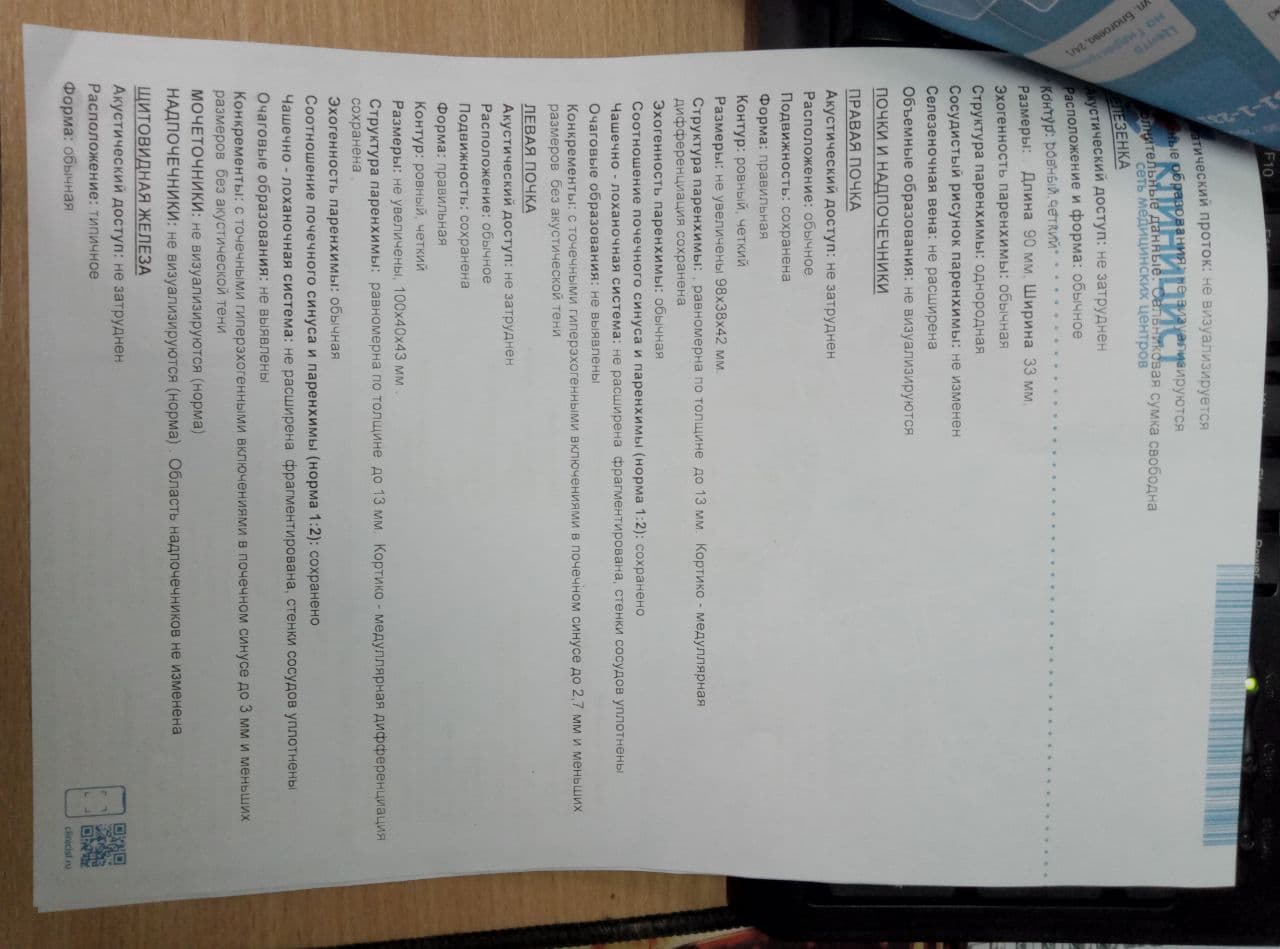 атический проток: не визуализируется
ные образования: не визуализируются
лнительные данные: Сальниковая сумка свободна
КЛИНИЦИСТ
сеть медицинских центров
ЕЛЕЗЕНКА
Акустический доступ: не затруднен
Расположение и форма: обычное
Контур: ровный, четкий
Размеры: Длина 90 мм, Ширина 33 мм.
Эхогенность паренхимы: обычная
Структура паренхимы: однородная
Сосудистый рисунок паренхимы: не изменен
Селезеночная вена: не расширена
Объемные образования: не визуализируются
ПОЧКИ И НАДПОЧЕЧНИКИ
ПРАВАЯ ПОЧКА
Акустический доступ: не затруднен
Расположение: обычное
Подвижность: сохранена
Форма: правильная
Контур: ровный, четкий
Размеры: не увеличены 98х38х42 мм.
Структура паренхимы: , равномерна по толщине до 13 мм. Кортико - медуллярная
дифференциация сохранена
Эхогенность паренхимы: обычная
Соотношение почечного синуса и паренхимы (норма 1:2): сохранено
Чашечно - лоханочная система: не расширена фрагментирована, стенки сосудов уплотнены
Очаговые образования: не выявлены
Конкременты: с точечными гиперэхогенными включениями в почечном синусе до 2,7 мм и меньших
размеров без акустической тени
ЛЕВАЯ ПОЧКА
Акустический доступ: не затруднен
Расположение: обычное
Подвижность: сохранена
Форма: правильная
Контур: ровный, четкий
Размеры: не увеличены, 100х40х43 мм .
Структура паренхимы: равномерна по толщине до 13 мм. Кортико - медуллярная дифференциация
сохранена .
Эхогенность паренхимы: обычная
Соотношение почечного синуса и паренхимы (норма 1:2): сохранено
Чашечно - лоханочная система: не расширена фрагментирована, стенки сосудов уплотнены
Очаговые образования: не выявлены
Конкременты: с точечными гиперэхогенными включениями в почечном синусе до 3 мм и меньших
размеров без акустической тени
МОЧЕТОЧНИКИ: не визуализируются (норма)
НАДПОЧЕЧНИКИ: не визуализируются (норма) . Область надпочечников не изменена
ЩИТОВИДНАЯ ЖЕЛЕЗА
Акустический доступ: не затруднен
Расположение: типичное
Форма: обычная
clinicist.ru
F10